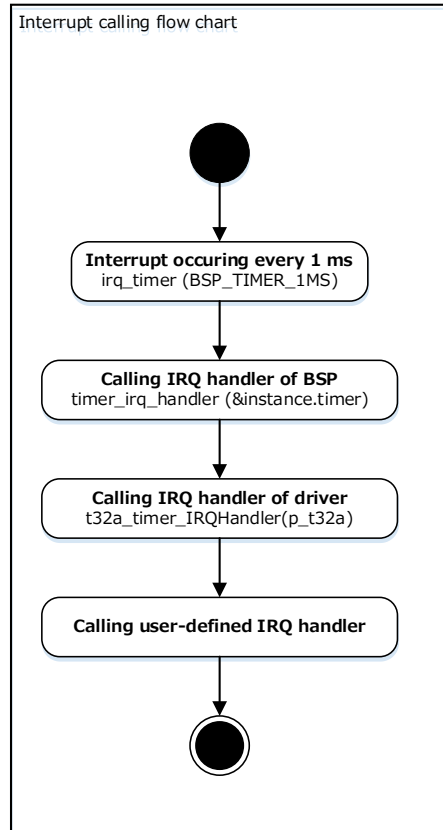 Interrupt calling flow chart
Interrupt occuring every 1 ms
irq_timer (BSP_TIMER_1MS)
Calling IRQ handler of BSP
timer_irq_handler (&instance.timer)
Calling IRQ handler of driver
t32a_timer_IRQHandler(p_t32a)
Calling user-defined IRQ handler